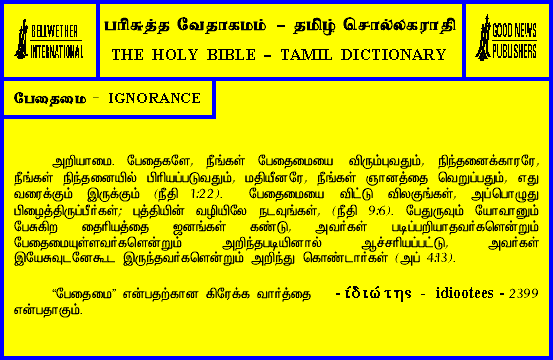 BELLWETHER
INTERNATIONAL
பரிசுத்த வேதாகமம் – தமிழ் சொல்லகராதி
THE HOLY BIBLE – TAMIL DICTIONARY
GOOD NEWS
PUBLISHERS
பேதைமை - IGNORANCE
அறியாமை. பேதைகளே, நீங்கள் பேதைமையை விரும்புவதும், நிந்தனைக்காரரே,
நீங்கள் நிந்தனையில் பிரியப்படுவதும், மதியீனரே, நீங்கள் ஞானத்தை வெறுப்பதும், எது
வரைக்கும் இருக்கும் (நீதி 1:22). பேதைமையை விட்டு விலகுங்கள், அப்பொழுது
பிழைத்திருப்பீர்கள்; புத்தியின் வழியிலே நடவுங்கள், (நீதி 9:6). பேதுருவும் யோவானும்
பேசுகிற தைரியத்தை ஜனங்கள் கண்டு, அவர்கள் படிப்பறியாதவர்களென்றும்
பேதைமையுள்ளவர்களென்றும் அறிந்தபடியினால் ஆச்சரியப்பட்டு, அவர்கள்
இயேசுவுடனேகூட இருந்தவர்களென்றும் அறிந்து கொண்டார்கள் (அப் 4:13).
“பேதைமை” என்பதற்கான கிரேக்க வார்த்தை - ἰδιώτης - idiootees - 2399
என்பதாகும்.